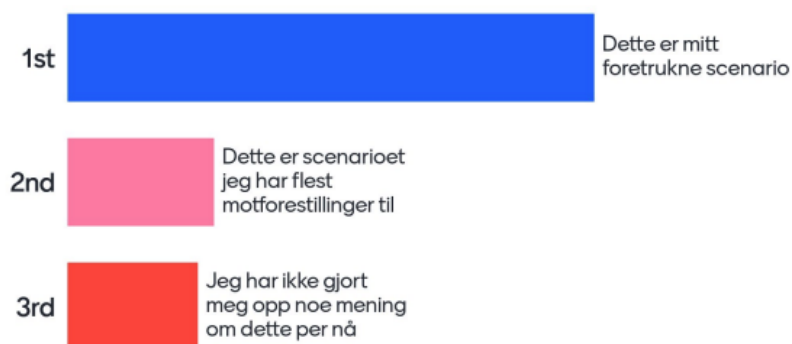 1st
Dette er mitt
foretrukne scenario
2nd
Dette er scenarioet
jeg har flest
motforestillinger til
3rd
Jeg har ikke gjort
meg opp noe mening
om dette per nå